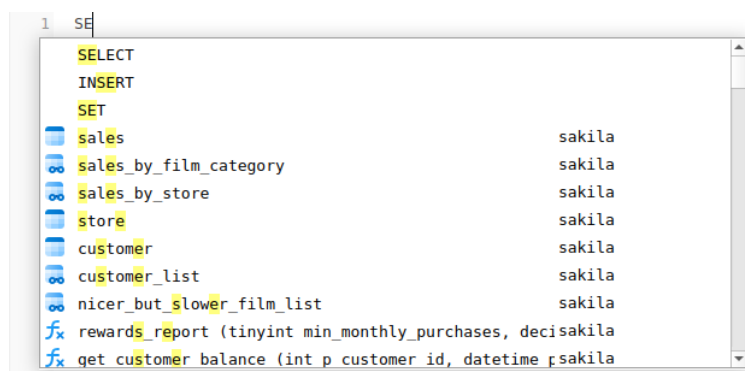 1 SE
SELECT
INSERT
SET
sales sakila
sales_by_film_category sakila
sales_by_store sakila
store sakila
customer sakila
customer_list sakila
nicer_but_slower_film_list sakila
rewards_report (tinyint min_monthly_purchases, deci sakila
get customer balance (int p customer id, datetime p sakila